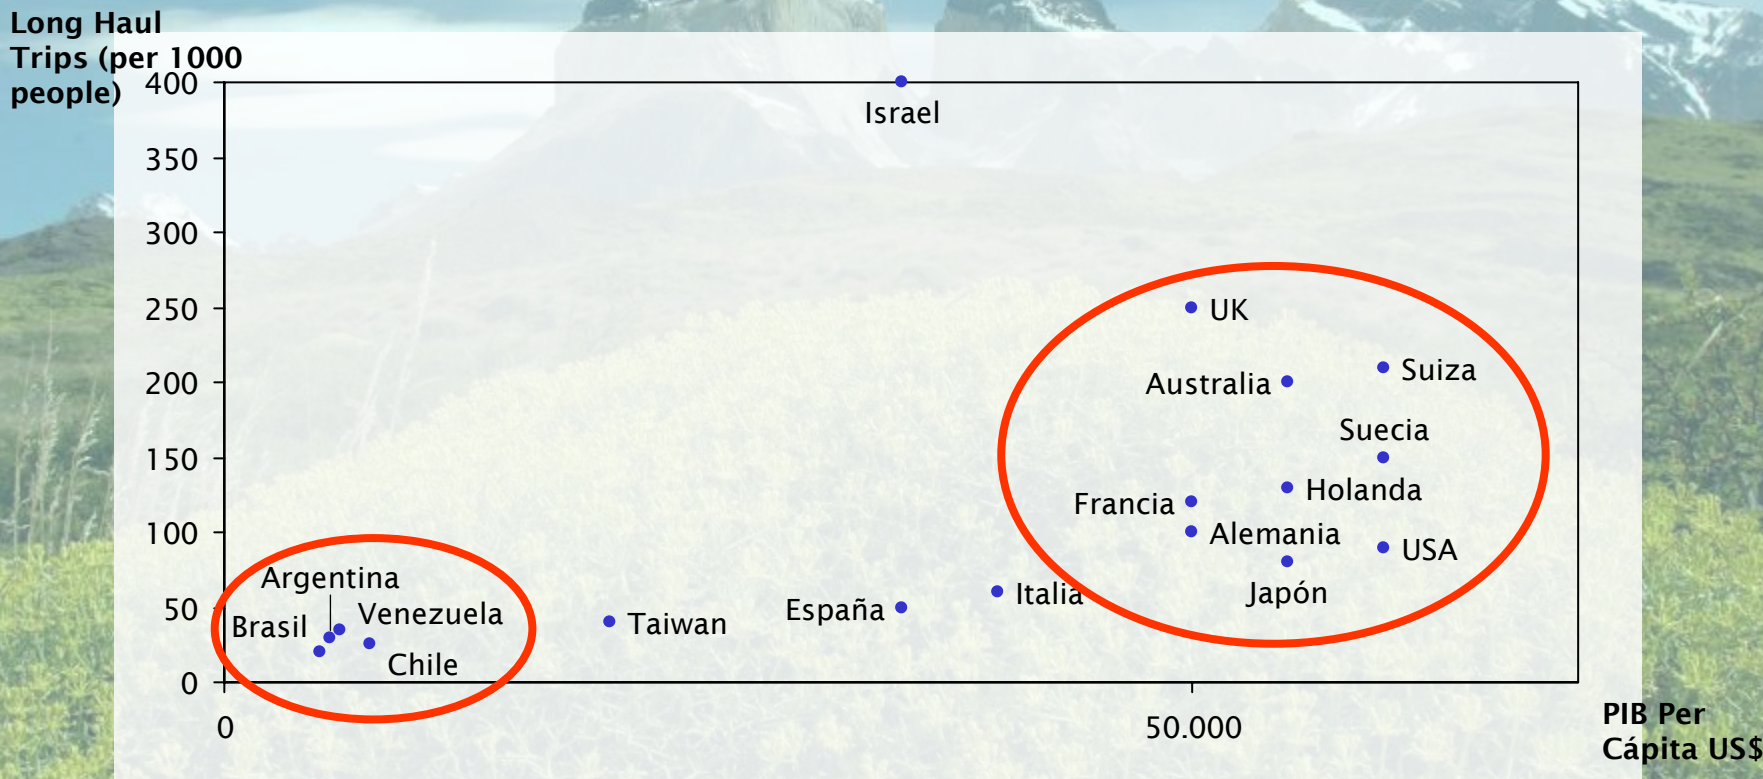 Long Haul
Trips (per 1000
people)
400
Israel
350
300
250
UK
200
Suiza
Australia
Suecia
150
Holanda
Francia
100
Alemania
USA
Argentina
Japón
Italia
50
Venezuela
España
Brasil
Taiwan
Chile
0
0
50.000
PIB Per
Cápita US$